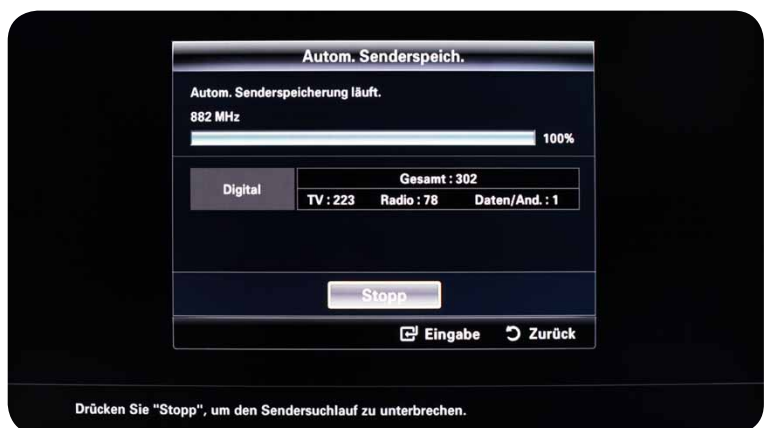 Autom. Senderspeich.
Autom. Senderspeicherung läuft.
882 MHz
100%
Digital
Gesamt : 302
TV : 223 Radio : 78 Daten/And. : 1
Stopp
Eingabe Zurück
Drücken Sie "Stopp", um den Sendersuchlauf zu unterbrechen.